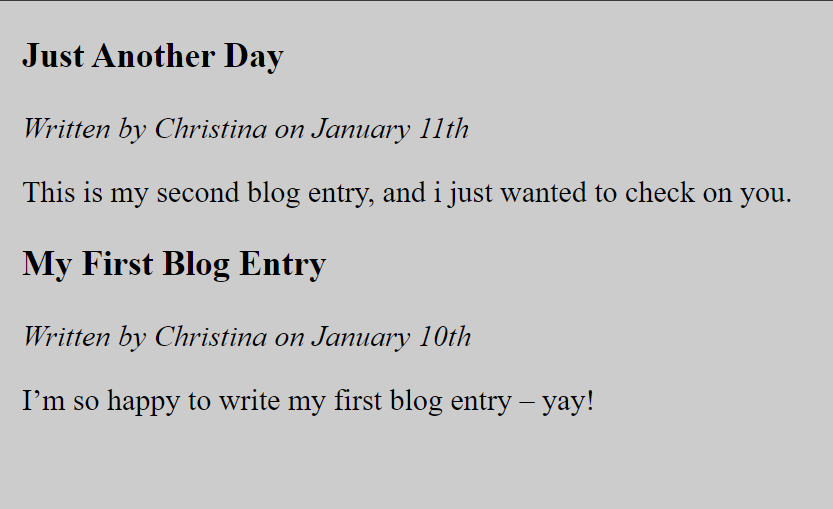 Just Another Day
Written by Christina on January 11th
This is my second blog entry, and i just wanted to check on you.
My First Blog Entry
Written by Christina on January 10th
I’m so happy to write my first blog entry – yay!